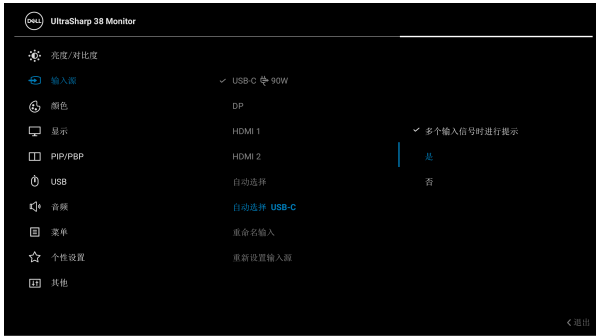 DELL UltraSharp 38 Monitor
亮度/对比度
输入源
颜色
显示
PIP/PBP
USB
音频
菜单
个性设置
其他
USB-C 90W
DP
HDMI 1
HDMI 2
自动选择
自动选择 USB-C
重命名输入
重新设置输入源
多个输入信号时进行提示
是
否
退出